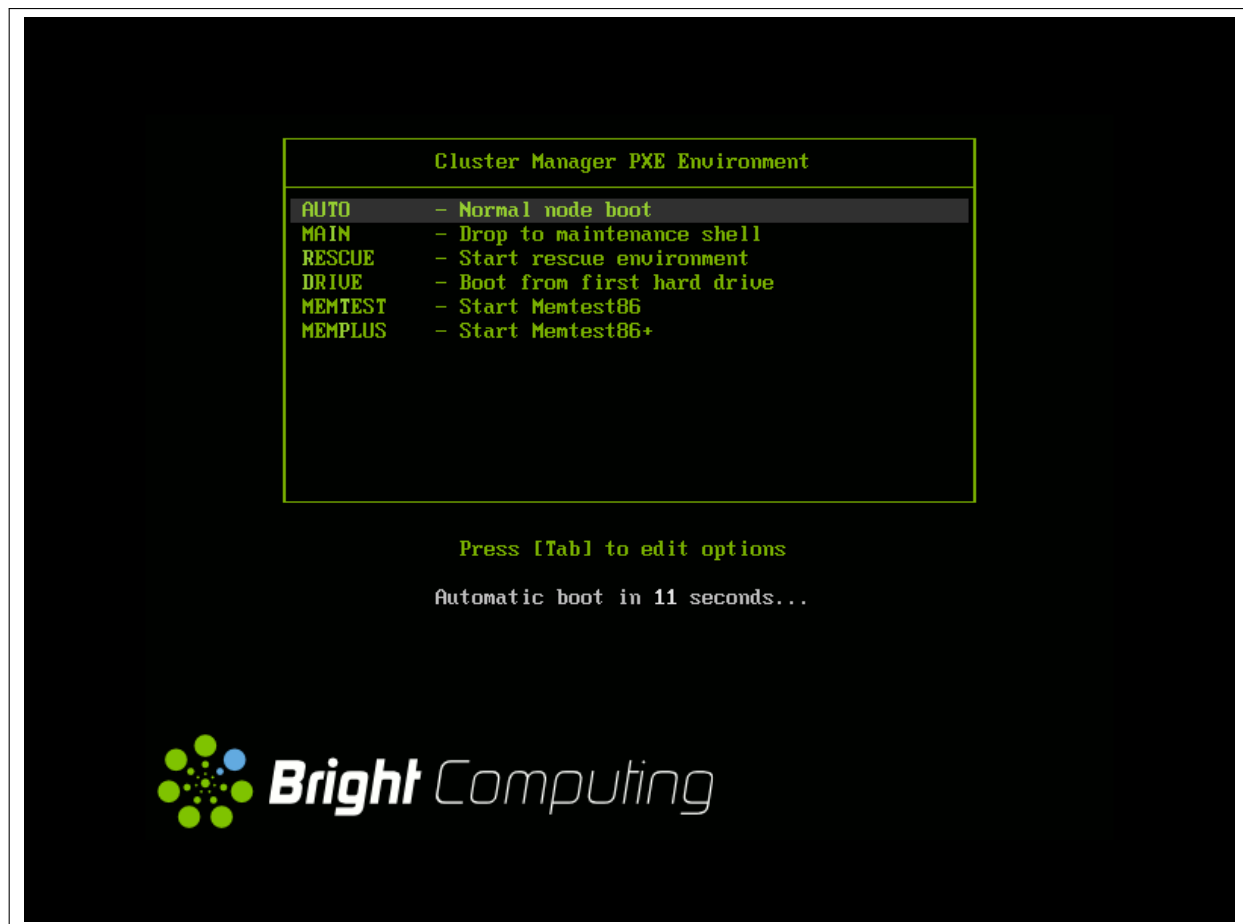 Cluster Manager PXE Environment
AUTO - Normal node boot
MAIN - Drop to maintenance shell
RESCUE - Start rescue environment
DRIVE - Boot from first hard drive
MEMTEST - Start Memtest86
MEMPLUS - Start Memtest86+
Press [Tab] to edit options
Automatic boot in 11 seconds...
Bright Computing